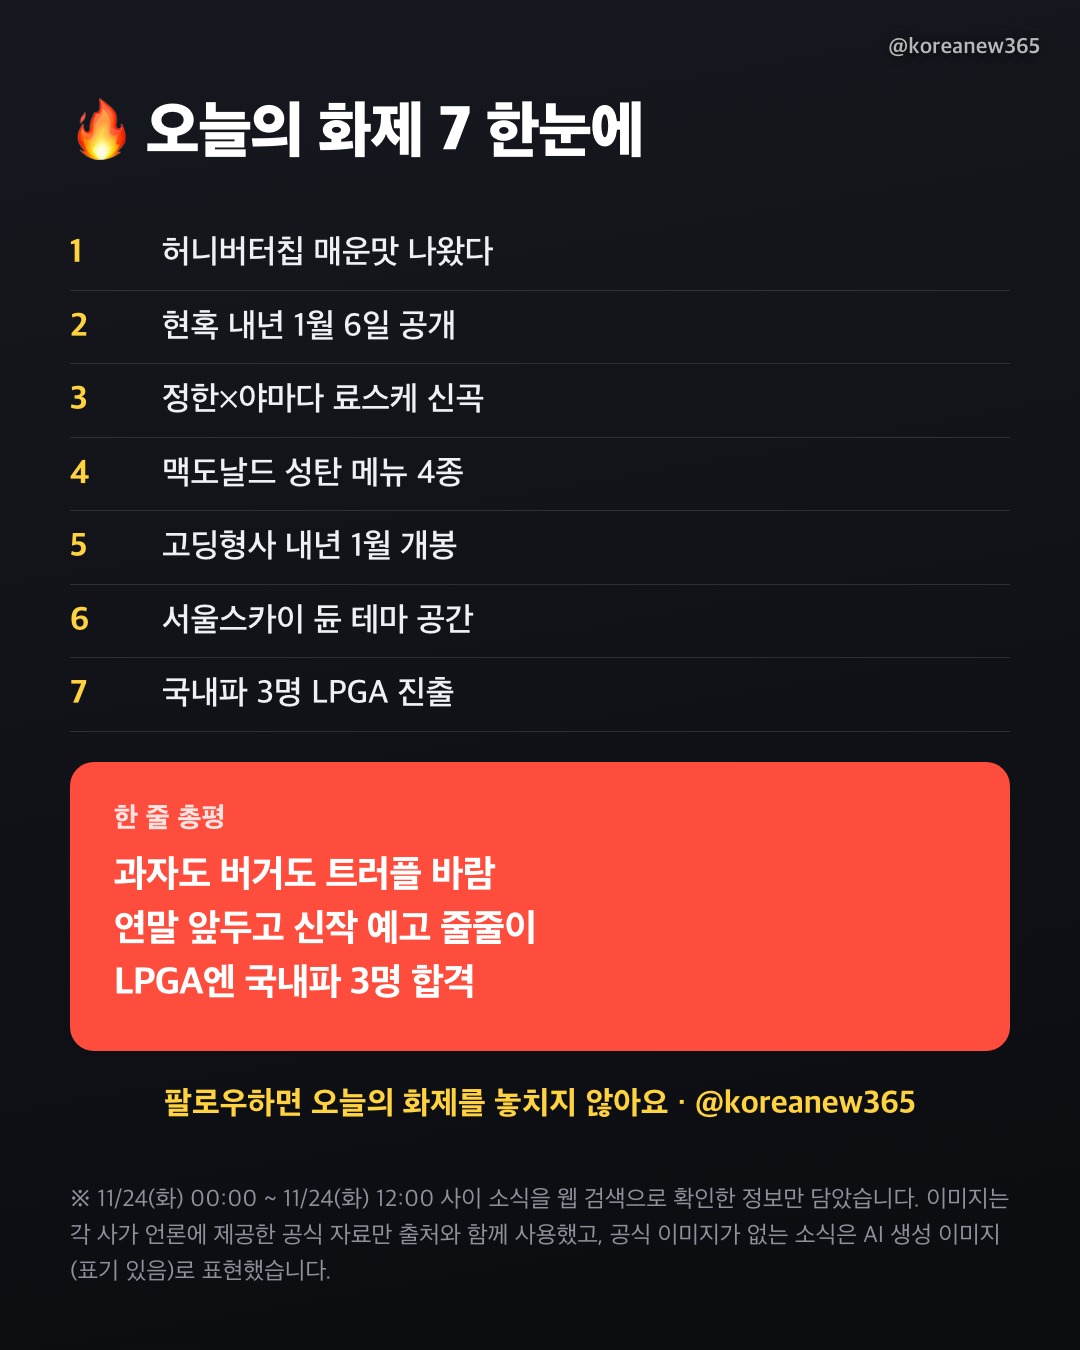 @koreanew365
🔥 오늘의 화제 7 한눈에
1 허니버터칩 매운맛 나왔다
2 현혹 내년 1월 6일 공개
3 정한×야마다 료스케 신곡
4 맥도날드 성탄 메뉴 4종
5 고딩형사 내년 1월 개봉
6 서울스카이 듄 테마 공간
7 국내파 3명 LPGA 진출
한 줄 총평
과자도 버거도 트러플 바람
연말 앞두고 신작 예고 줄줄이
LPGA엔 국내파 3명 합격
팔로우하면 오늘의 화제를 놓치지 않아요 · @koreanew365
※ 11/24(화) 00:00 ~ 11/24(화) 12:00 사이 소식을 웹 검색으로 확인한 정보만 담았습니다. 이미지는
각 사가 언론에 제공한 공식 자료만 출처와 함께 사용했고, 공식 이미지가 없는 소식은 AI 생성 이미지
(표기 있음)로 표현했습니다.